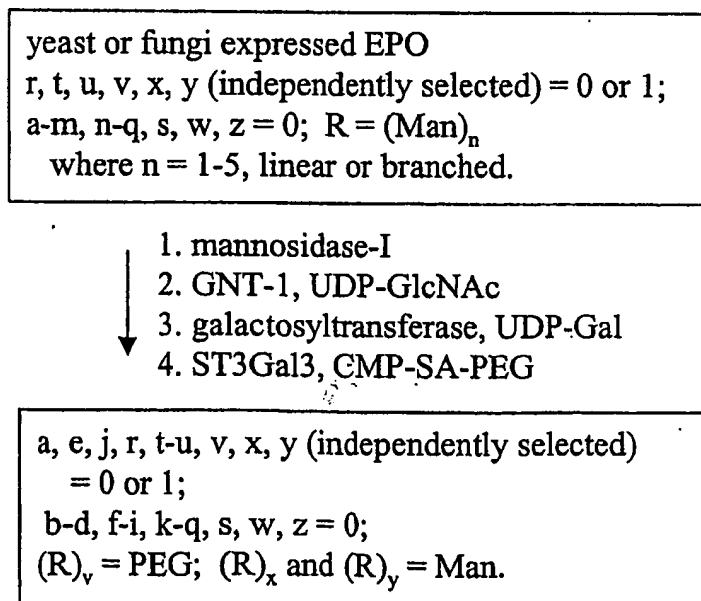 yeast or fungi expressed EPO
r, t, u, v, x, y (independently selected) = 0 or 1;
a-m, n-q, s, w, z = 0; R = (Man)n
where n = 1-5, linear or branched.
1. mannosidase-I
2. GNT-1, UDP-GlcNAc
3. galactosyltransferase, UDP-Gal
4. ST3Gal3, CMP-SA-PEG
a, e, j, r, t-u, v, x, y (independently selected)
= 0 or 1;
b-d, f-i, k-q, s, w, z = 0;
(R)v = PEG; (R)x and (R)y = Man.